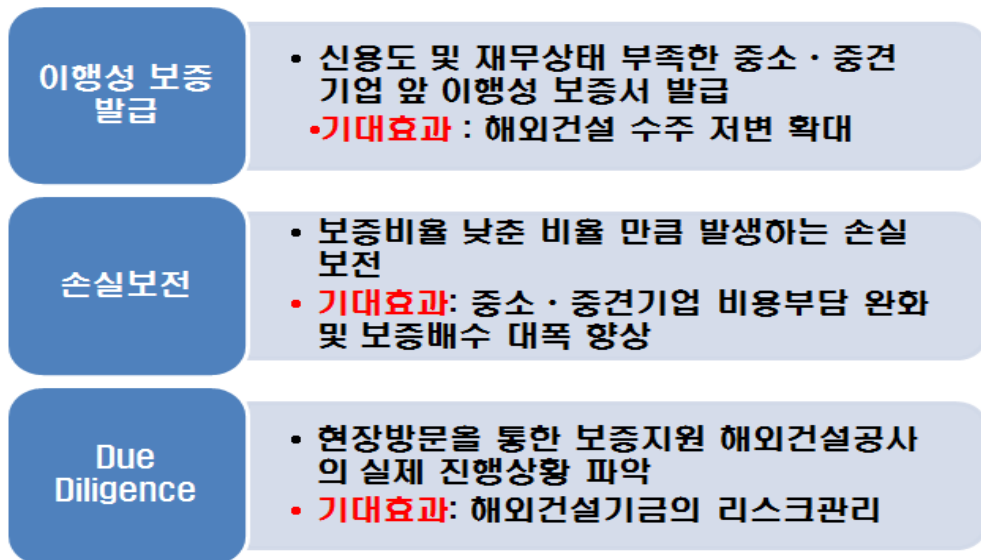 이행성 보증
발급
• 신용도 및 재무상태 부족한 중소 · 중견
기업 앞 이행성 보증서 발급
•기대효과 : 해외건설 수주 저변 확대
손실보전
• 보증비율 낮춘 비율 만큼 발생하는 손실
보전
• 기대효과: 중소 · 중견기업 비용부담 완화
및 보증배수 대폭 향상
Due
Diligence
• 현장방문을 통한 보증지원 해외건설공사
의 실제 진행상황 파악
• 기대효과: 해외건설기금의 리스크관리